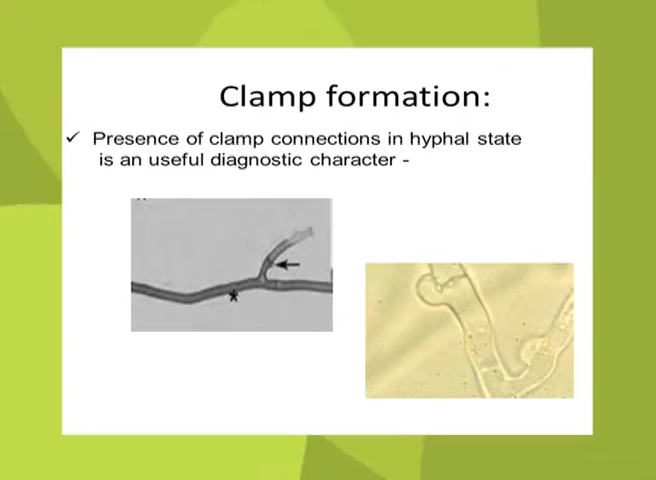 Clamp formation:
✓ Presence of clamp connections in hyphal state
is an useful diagnostic character -
*